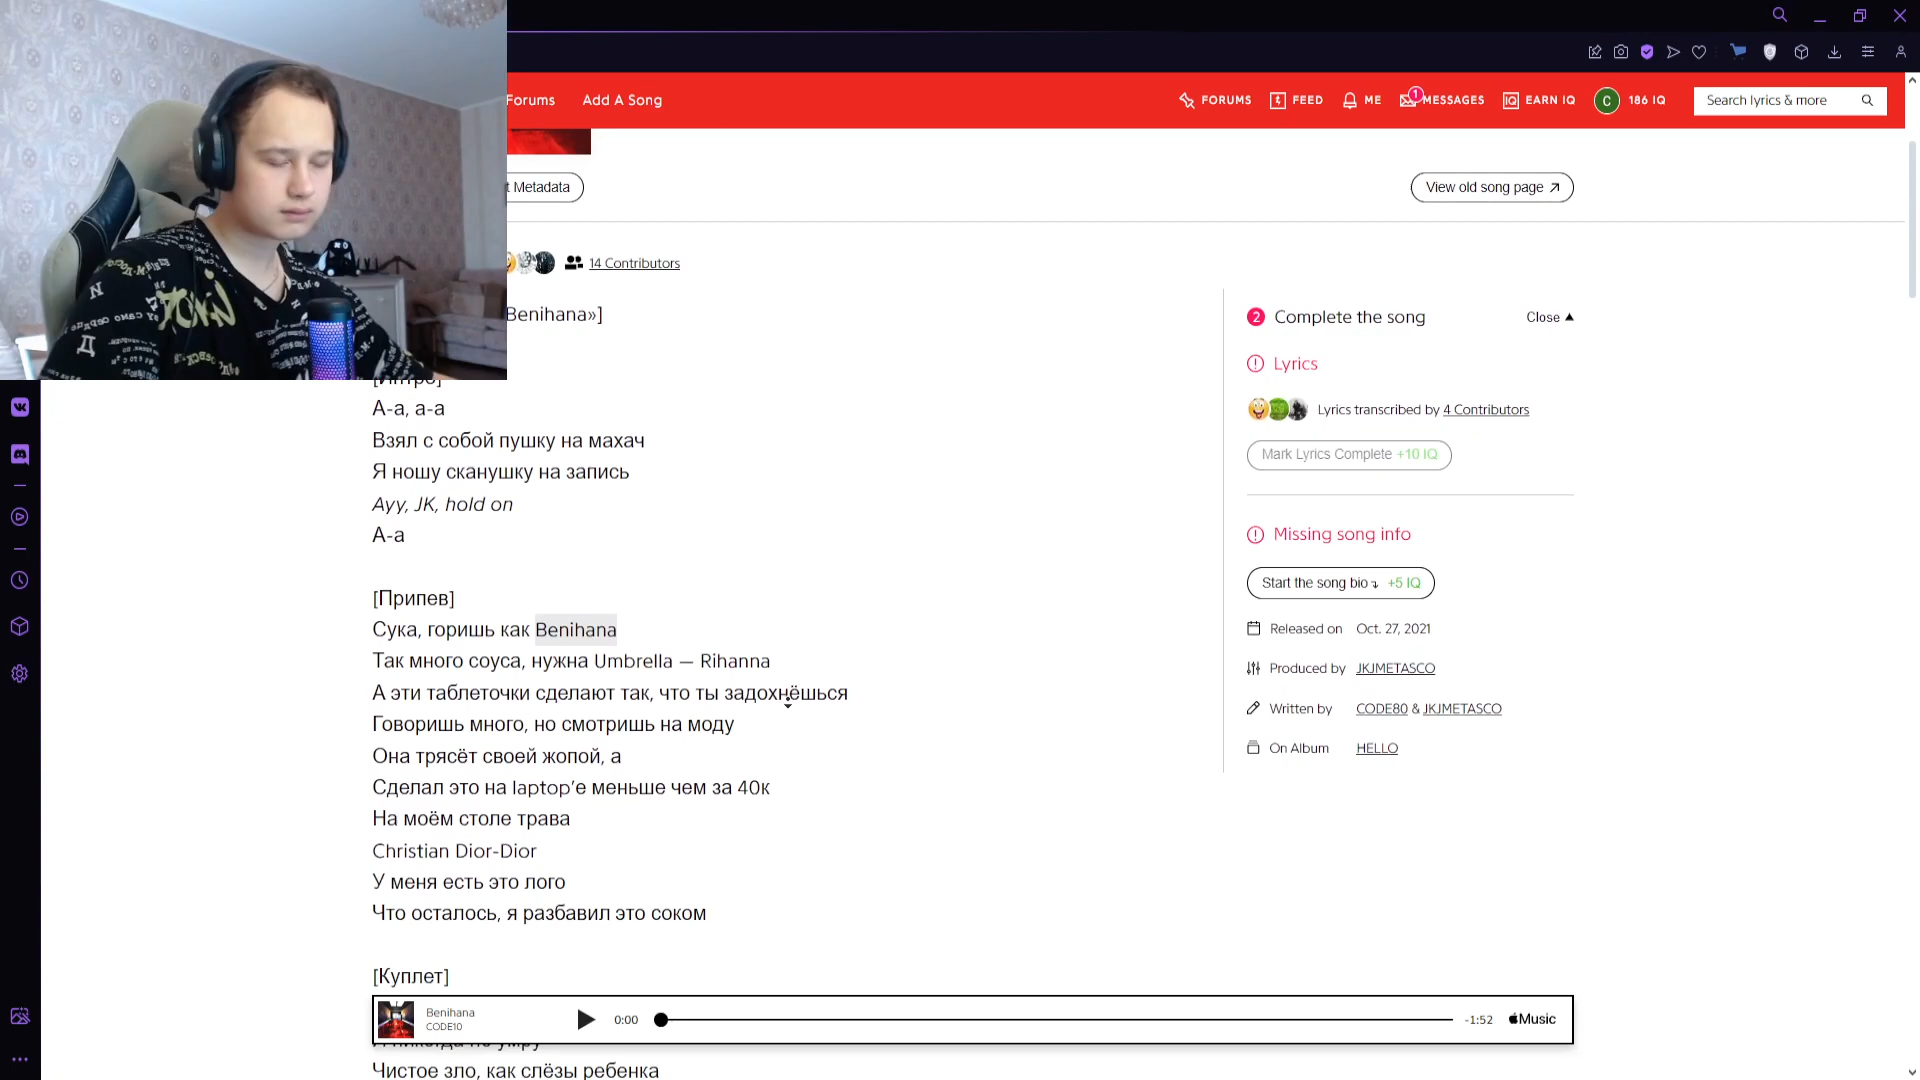 Forums
Add A Song
FORUMS
FEED
ME
1
MESSAGES
IQ
EARN IQ
C
186 IQ
Search lyrics & more
t Metadata
View old song page
14 Contributors
Benihana»]
А-а, а-а
Взял с собой пушку на махач
Я ношу сканушку на запись
Ayy, JK, hold on
А-а
[Припев]
Сука, горишь как Benihana
Так много соуса, нужна Umbrella — Rihanna
А эти таблеточки сделают так, что ты задохнёшься
Говоришь много, но смотришь на моду
Она трясёт своей жопой, а
Сделал это на laptop’е меньше чем за 40к
На моём столе трава
Christian Dior-Dior
У меня есть это лого
Что осталось, я разбавил это соком
[Куплет]
Чистое зло, как слёзы ребенка
2 Complete the song
Close
Lyrics
Lyrics transcribed by 4 Contributors
Mark Lyrics Complete +10 IQ
Missing song info
Start the song bio +5 IQ
Released on Oct. 27, 2021
Produced by JKJMETASCO
Written by CODE80 & JKJMETASCO
On Album HELLO
Benihana
CODE10
0:00
-1:52
Music